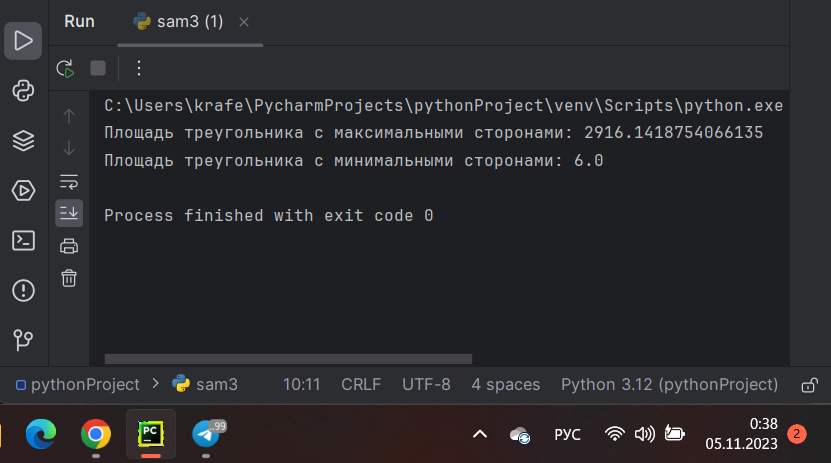 Run
sam3 (1)
C:\Users\krafe\PycharmProjects\pythonProject\venv\Scripts\python.exe
Площадь треугольника с максимальными сторонами: 2916.1418754066135
Площадь треугольника с минимальными сторонами: 6.0
Process finished with exit code 0
pythonProject > sam3 10:11 CRLF UTF-8 4 spaces Python 3.12 (pythonProject)
PC
..99
РУС
0:38
05.11.2023
2